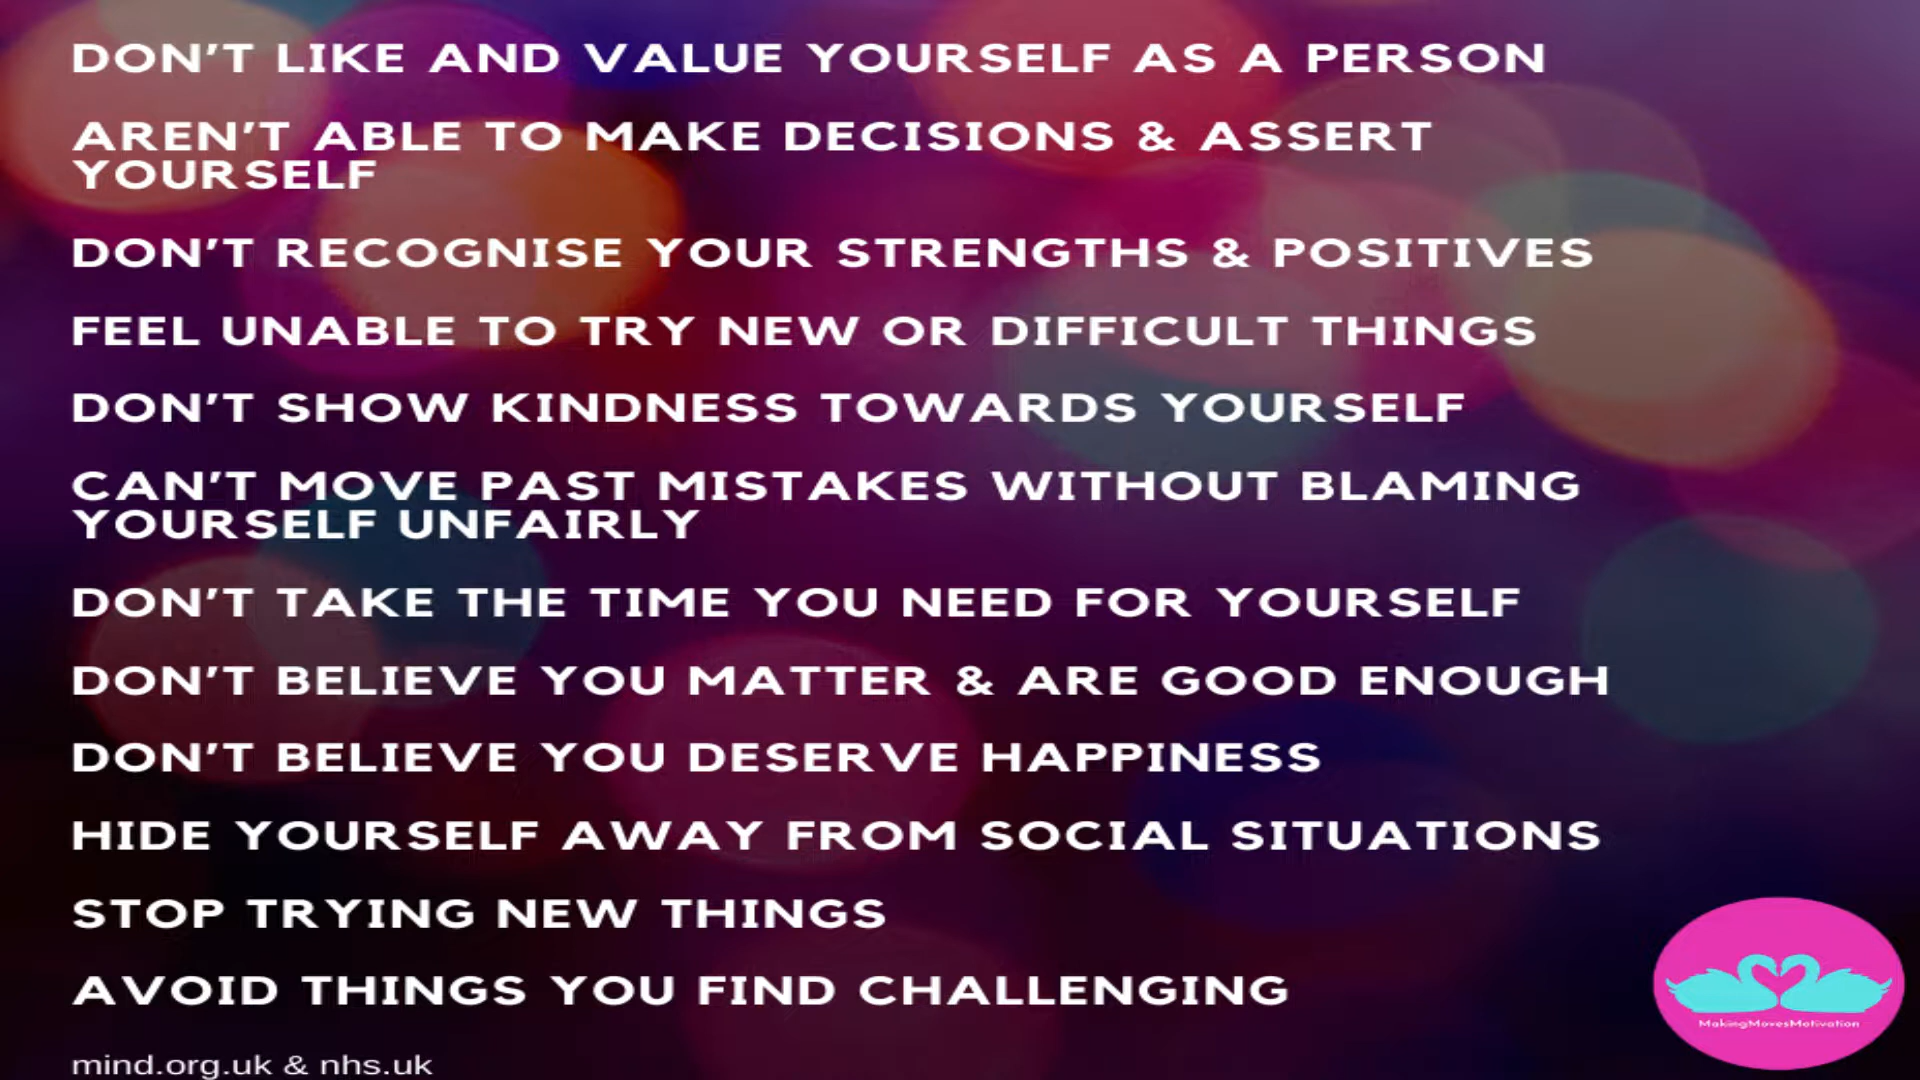 DON'T LIKE AND VALUE YOURSELF AS A PERSON
AREN'T ABLE TO MAKE DECISIONS & ASSERT
YOURSELF
DON'T RECOGNISE YOUR STRENGTHS & POSITIVES
FEEL UNABLE TO TRY NEW OR DIFFICULT THINGS
DON'T SHOW KINDNESS TOWARDS YOURSELF
CAN'T MOVE PAST MISTAKES WITHOUT BLAMING
YOURSELF UNFAIRLY
DON'T TAKE THE TIME YOU NEED FOR YOURSELF
DON'T BELIEVE YOU MATTER & ARE GOOD ENOUGH
DON'T BELIEVE YOU DESERVE HAPPINESS
HIDE YOURSELF AWAY FROM SOCIAL SITUATIONS
STOP TRYING NEW THINGS
AVOID THINGS YOU FIND CHALLENGING
mind.org.uk & nhs.uk
MakingMovesMotivation